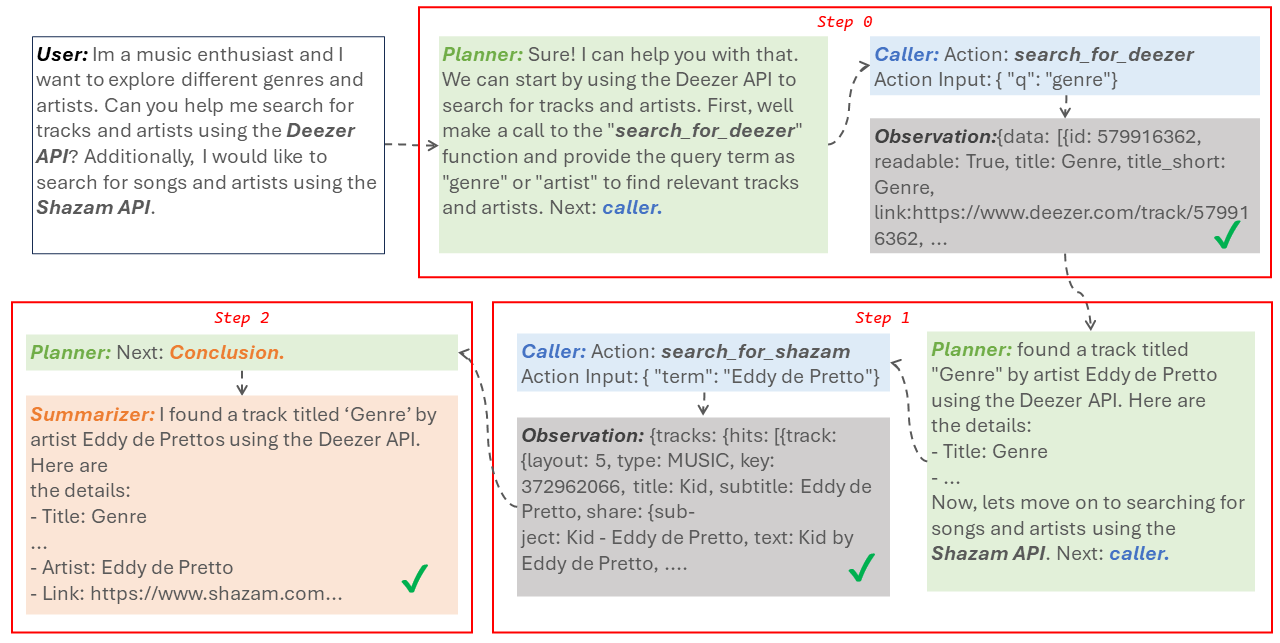 User: Im a music enthusiast and I
want to explore different genres and
artists. Can you help me search for
tracks and artists using the Deezer
API? Additionally, I would like to
search for songs and artists using the
Shazam API.
Step 0
Planner: Sure! I can help you with that.
We can start by using the Deezer API to
search for tracks and artists. First, well
make a call to the "search_for_deezer"
function and provide the query term as
"genre" or "artist" to find relevant tracks
and artists. Next: caller.
Caller: Action: search_for_deezer
Action Input: { "q": "genre"}
Observation:{data: [{id: 579916362,
readable: True, title: Genre, title_short:
Genre,
link:https://www.deezer.com/track/57991
6362, ...
Step 1
Planner: found a track titled
"Genre" by artist Eddy de Pretto
using the Deezer API. Here are
the details:
- Title: Genre
- ...
Now, lets move on to searching for
songs and artists using the
Shazam API. Next: caller.
Caller: Action: search_for_shazam
Action Input: { "term": "Eddy de Pretto"}
Observation: {tracks: {hits: [{track:
{layout: 5, type: MUSIC, key:
372962066, title: Kid, subtitle: Eddy de
Pretto, share: {sub-
ject: Kid - Eddy de Pretto, text: Kid by
Eddy de Pretto, ....
Step 2
Planner: Next: Conclusion.
Summarizer: I found a track titled ‘Genre’ by
artist Eddy de Prettos using the Deezer API.
Here are
the details:
- Title: Genre
...
- Artist: Eddy de Pretto
- Link: https://www.shazam.com...